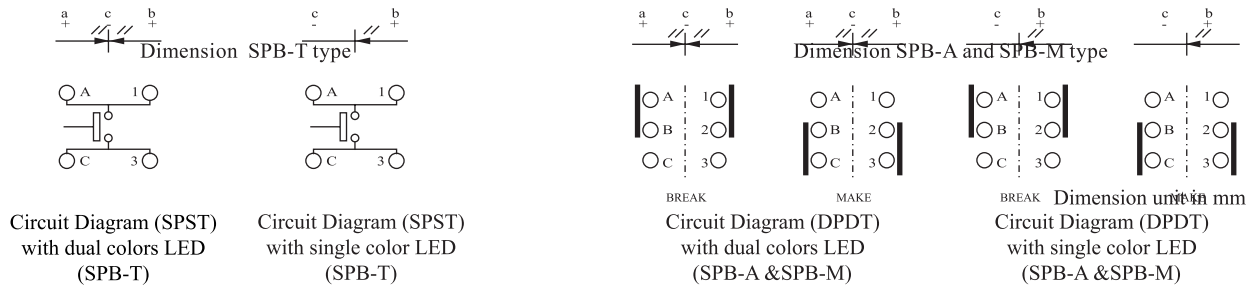 a c b
+ - +
c b
- +
a c b
+ - +
a c b
+ - +
c b
- +
c b
- +
Dimension SPB-T type
Dimension SPB-A and SPB-M type
A 1
C 3
A 1
C 3
A 1
B 2
C 3
A 1
B 2
C 3
A 1
B 2
C 3
A 1
B 2
C 3
BREAK
MAKE
BREAK
MAKE
Dimension unit in mm
Circuit Diagram (SPST)
with dual colors LED
(SPB-T)
Circuit Diagram (SPST)
with single color LED
(SPB-T)
Circuit Diagram (DPDT)
with dual colors LED
(SPB-A &SPB-M)
Circuit Diagram (DPDT)
with single color LED
(SPB-A &SPB-M)